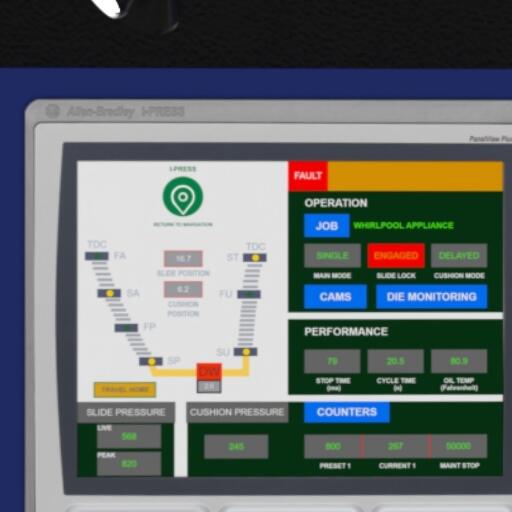 Allen-Bradley I-PRESS
PanelView Plus
I-PRESS
RETURN TO NAVIGATION
FAULT
OPERATION
JOB WHIRLPOOL APPLIANCE
SINGLE ENGAGED DELAYED
MAIN MODE SLIDE LOCK CUSHION MODE
CAMS DIE MONITORING
TDC TDC
FA ST
16.7
SLIDE POSITION
SA FU
6.2
CUSHION
POSITION
FP
SP SU
DW
TRAVEL HOME
PERFORMANCE
79 20.5 80.9
STOP TIME CYCLE TIME OIL TEMP
(ms) (s) (Fahrenheit)
SLIDE PRESSURE CUSHION PRESSURE COUNTERS
LIVE
568
PEAK
820
245
800 267 50000
PRESET 1 CURRENT 1 MAINT STOP